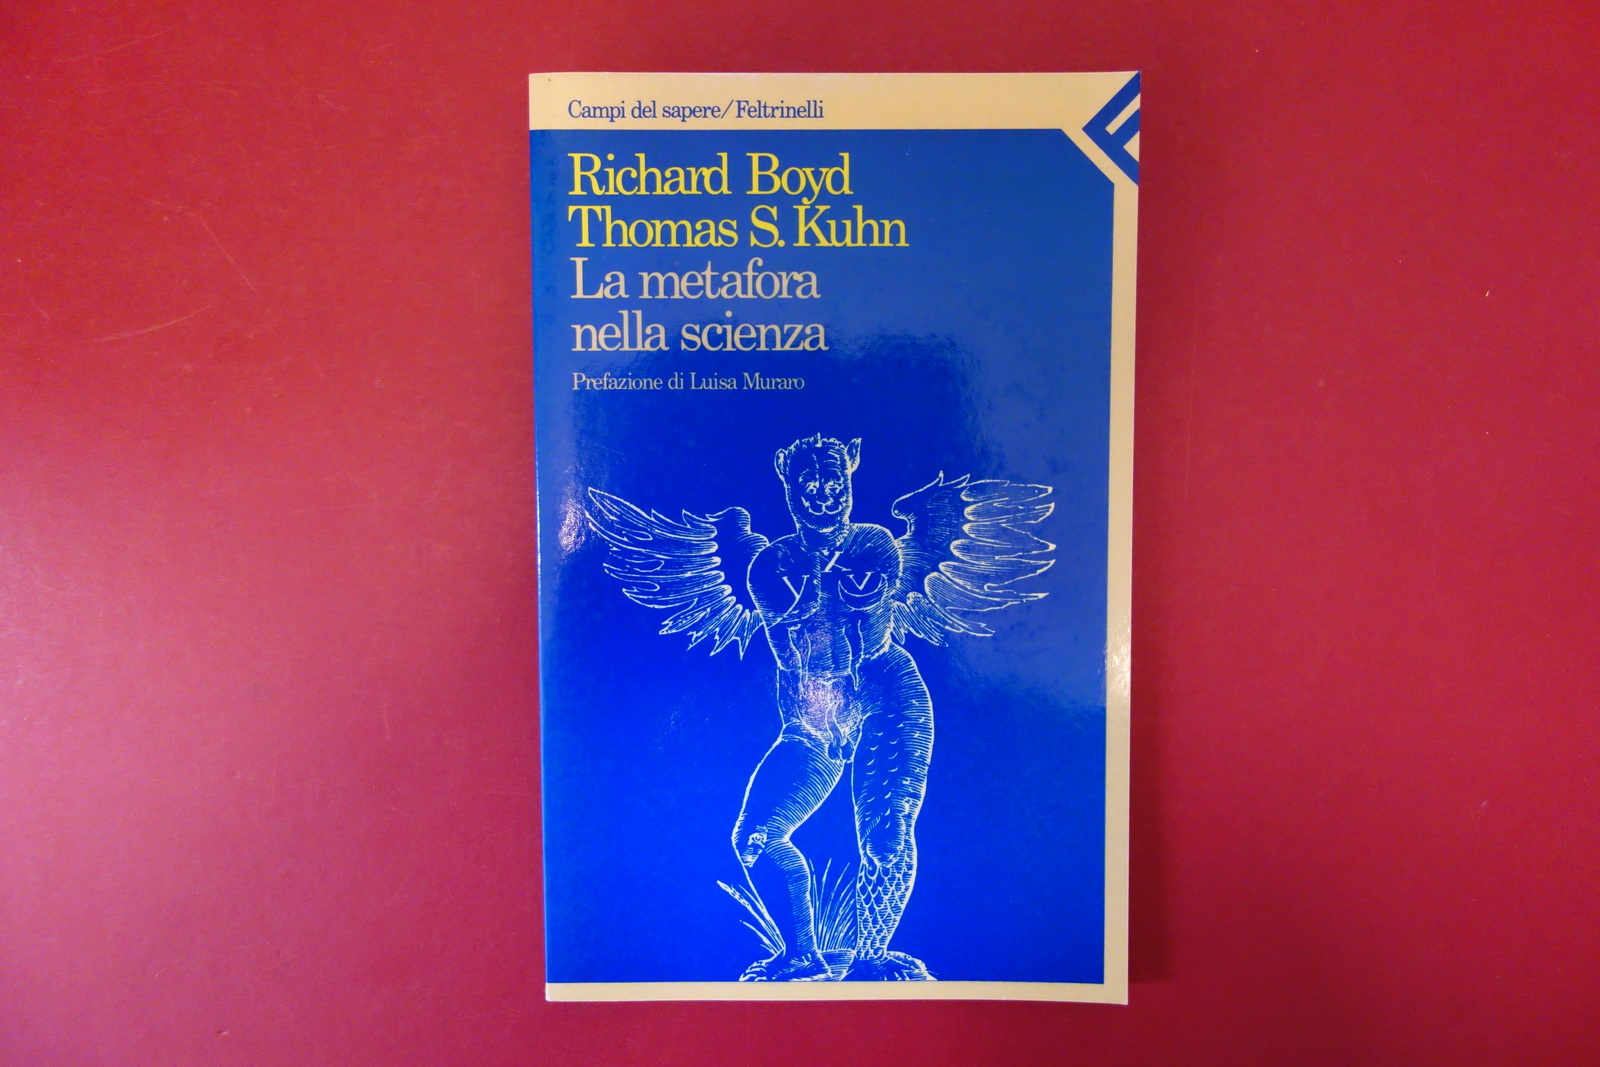 Campi del sapere/Feltrinelli
Richard Boyd
Thomas S. Kuhn
La metafora
nella scienza
Prefazione di Luisa Muraro
Y X V